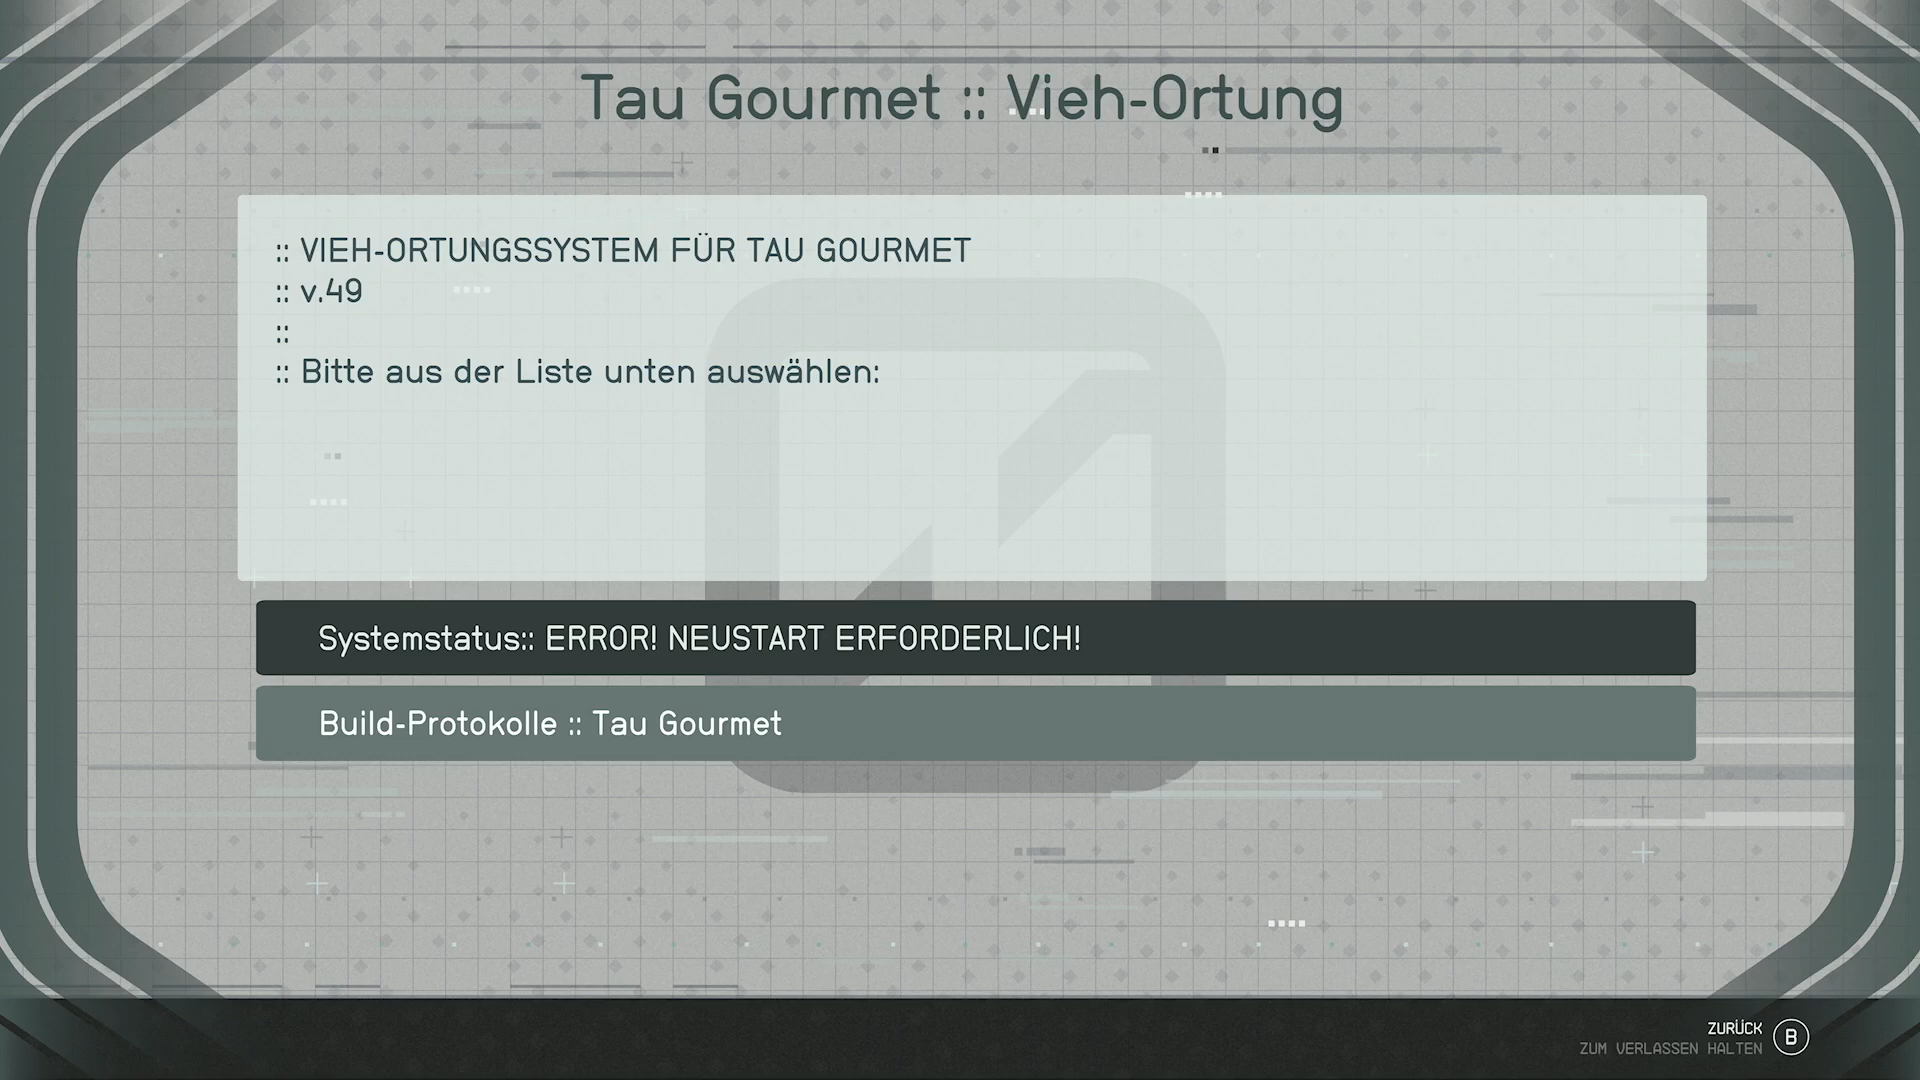 Tau Gourmet :: Vieh-Ortung
:: VIEH-ORTUNGSSYSTEM FÜR TAU GOURMET
:: v.49
::
:: Bitte aus der Liste unten auswählen:
Systemstatus:: ERROR! NEUSTART ERFORDERLICH!
Build-Protokolle :: Tau Gourmet
ZURÜCK
ZUM VERLASSEN HALTEN
B